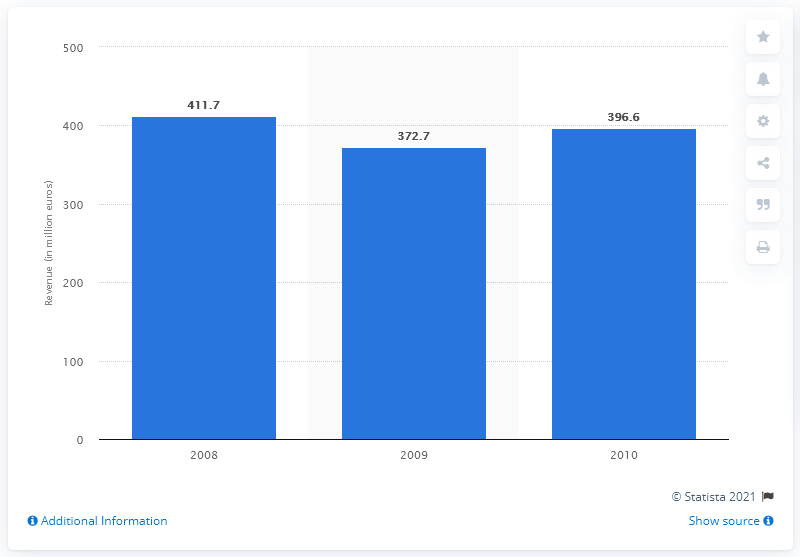 500
411.7
396.6
400
372.7
300
Revenue (in million euros)
200
100
0
2008 2009 2010
© Statista 2021
Additional Information Show source